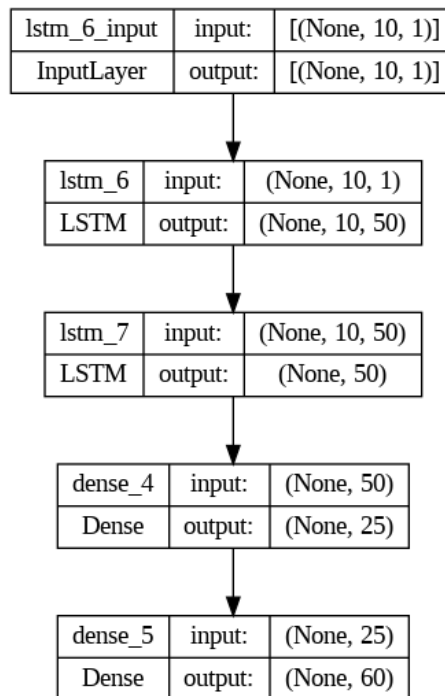 lstm_6_input input: [(None, 10, 1)]
InputLayer output: [(None, 10, 1)]
lstm_6 input: (None, 10, 1)
LSTM output: (None, 10, 50)
lstm_7 input: (None, 10, 50)
LSTM output: (None, 50)
dense_4 input: (None, 50)
Dense output: (None, 25)
dense_5 input: (None, 25)
Dense output: (None, 60)